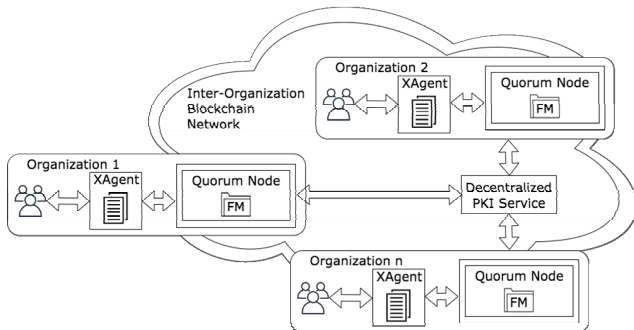 Organization 2
XAgent
Quorum Node
FM
Inter-Organization
Blockchain
Network
Organization 1
XAgent
Quorum Node
FM
Decentralized
PKI Service
Organization n
XAgent
Quorum Node
FM